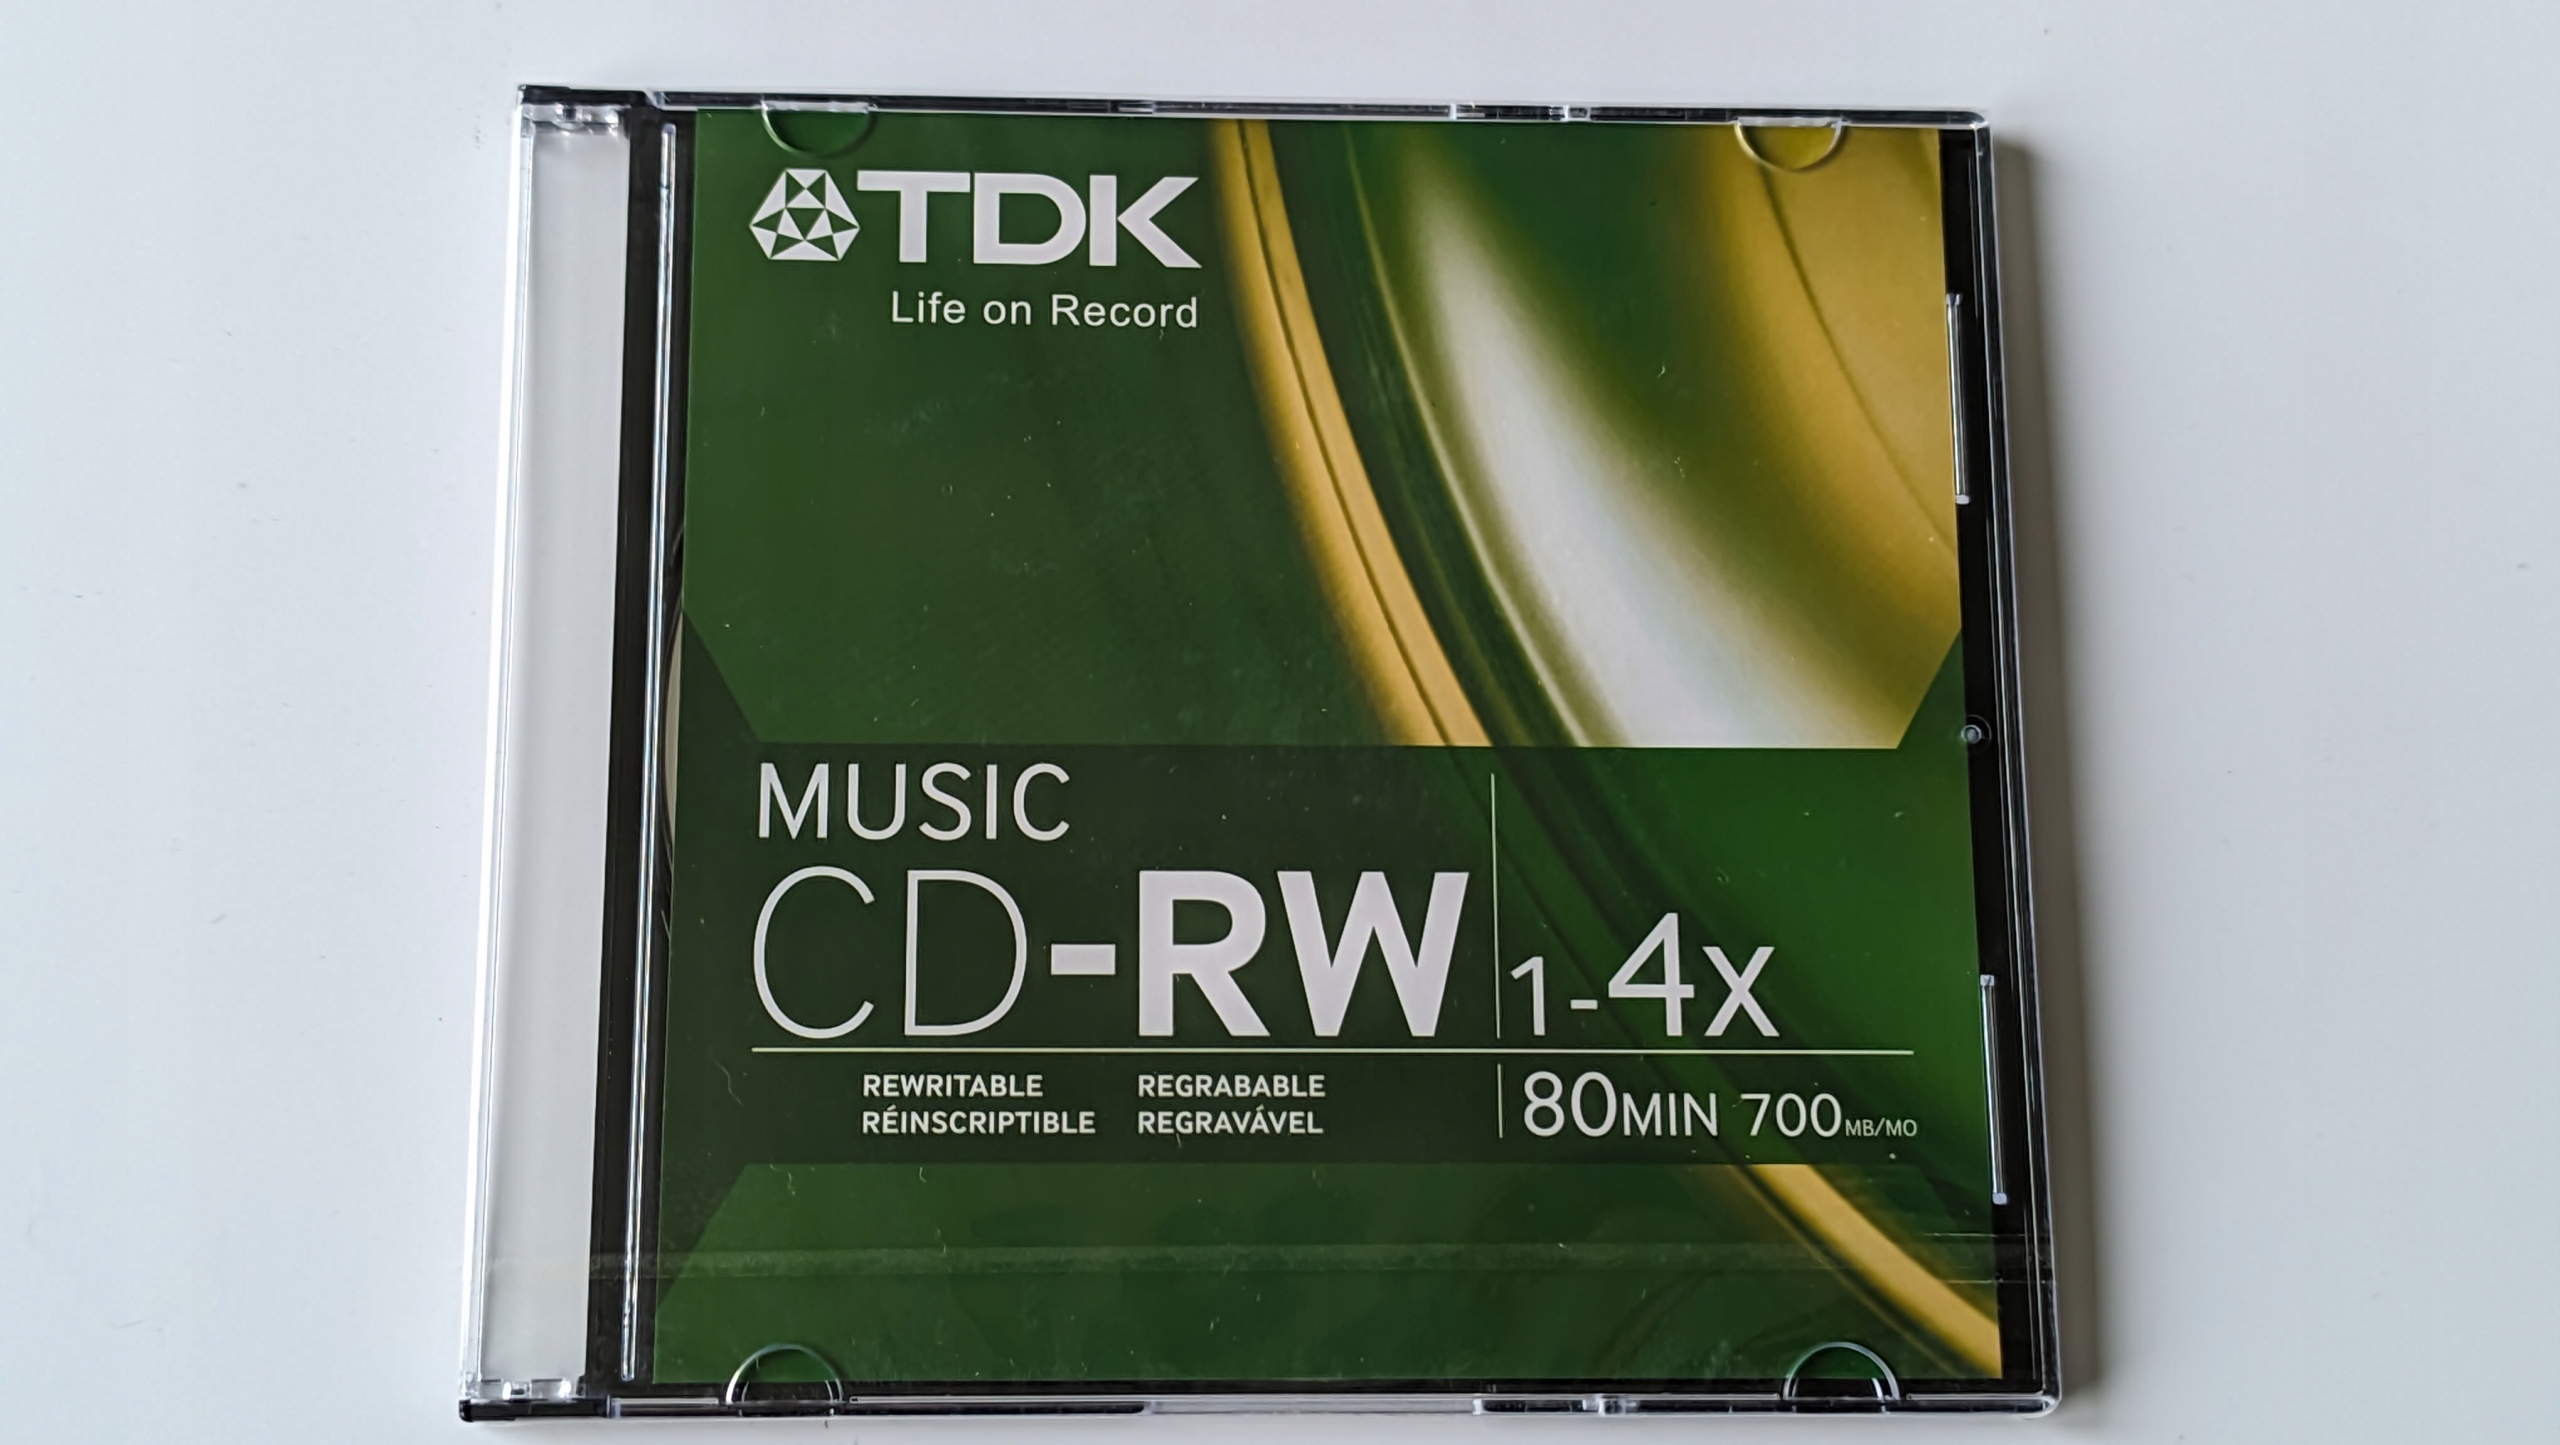 TDK
Life on Record
MUSIC
CD-RW 1-4x
REWRITABLE REGRABABLE
RÉINSCRIPTIBLE REGRAVÁVEL
80MIN 700MB/MO